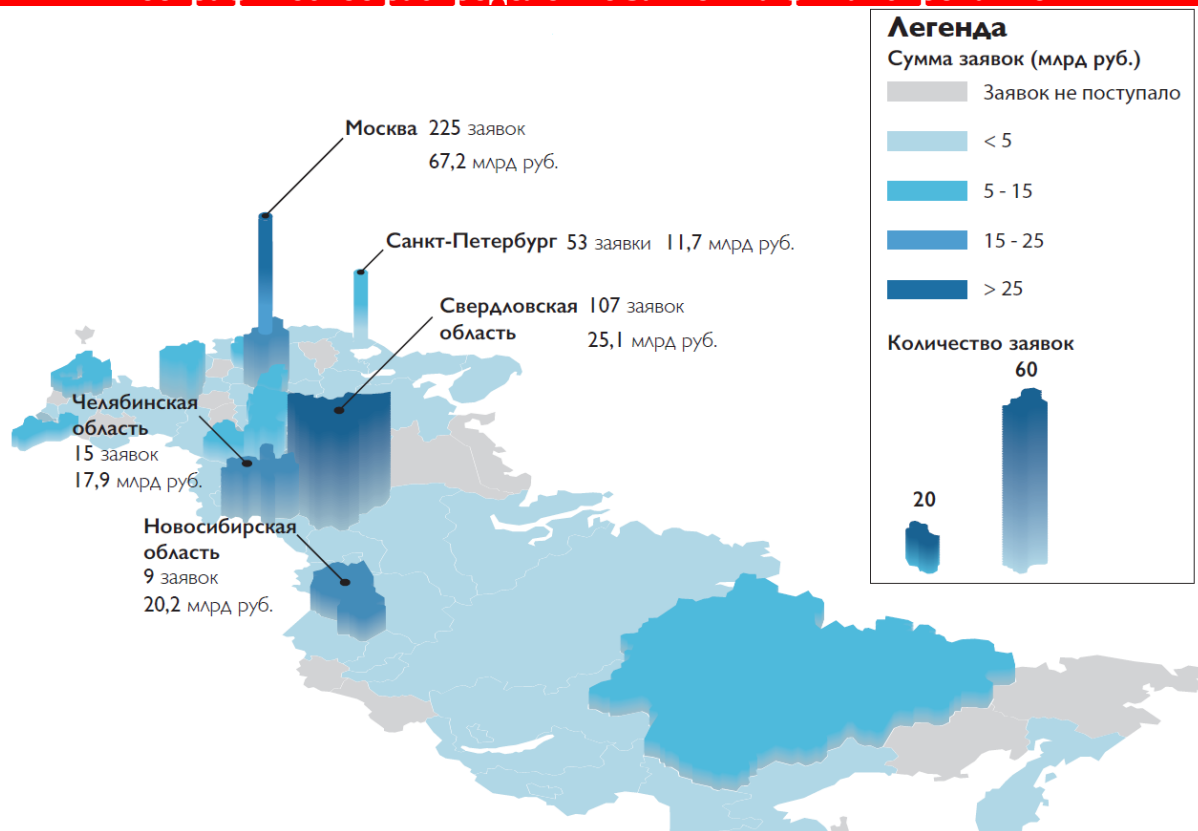 Легенда
Сумма заявок (млрд руб.)
Заявок не поступало
< 5
5 - 15
15 - 25
> 25
Количество заявок
60
20
Москва 225 заявок
67,2 млрд руб.
Санкт-Петербург 53 заявки 11,7 млрд руб.
Свердловская 107 заявок
область
25,1 млрд руб.
Челябинская
область
15 заявок
17,9 млрд руб.
Новосибирская
область
9 заявок
20,2 млрд руб.